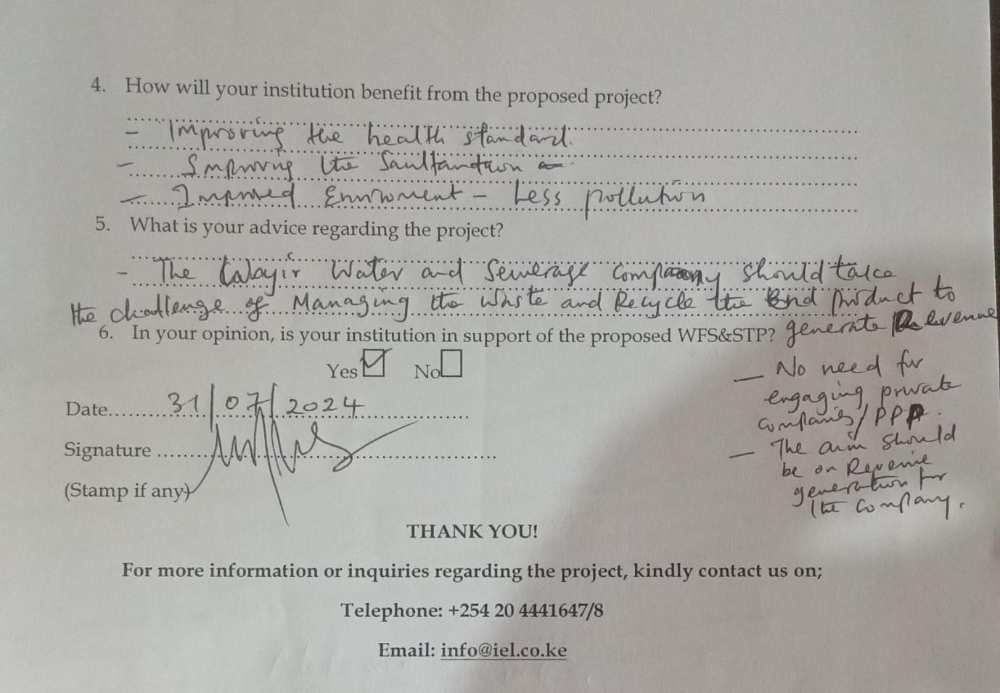 4. How will your institution benefit from the proposed project?
- Improving the health standard.
- Improving the Saultantion
- Improved Environment - Less pollution
5. What is your advice regarding the project?
- The Wajir Water and Sewerage company should take
the challenge of Managing the Waste and Recycle the End product to
generate Revenue
6. In your opinion, is your institution in support of the proposed WFS&STP?
Yes☑ No☐
- No need for
engaging private
companies/PPP.
- The aim should
be on Revenue
generation for
the Company.
Date 31/07/2024
Signature
(Stamp if any)
THANK YOU!
For more information or inquiries regarding the project, kindly contact us on;
Telephone: +254 20 4441647/8
Email: info@iel.co.ke